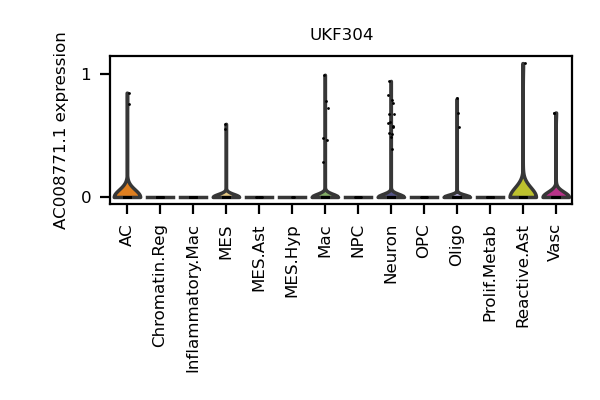 UKF304
AC008771.1 expression
1
0
AC
Chromatin.Reg
Inflammatory.Mac
MES
MES.Ast
MES.Hyp
Mac
NPC
Neuron
OPC
Oligo
Prolif.Metab
Reactive.Ast
Vasc